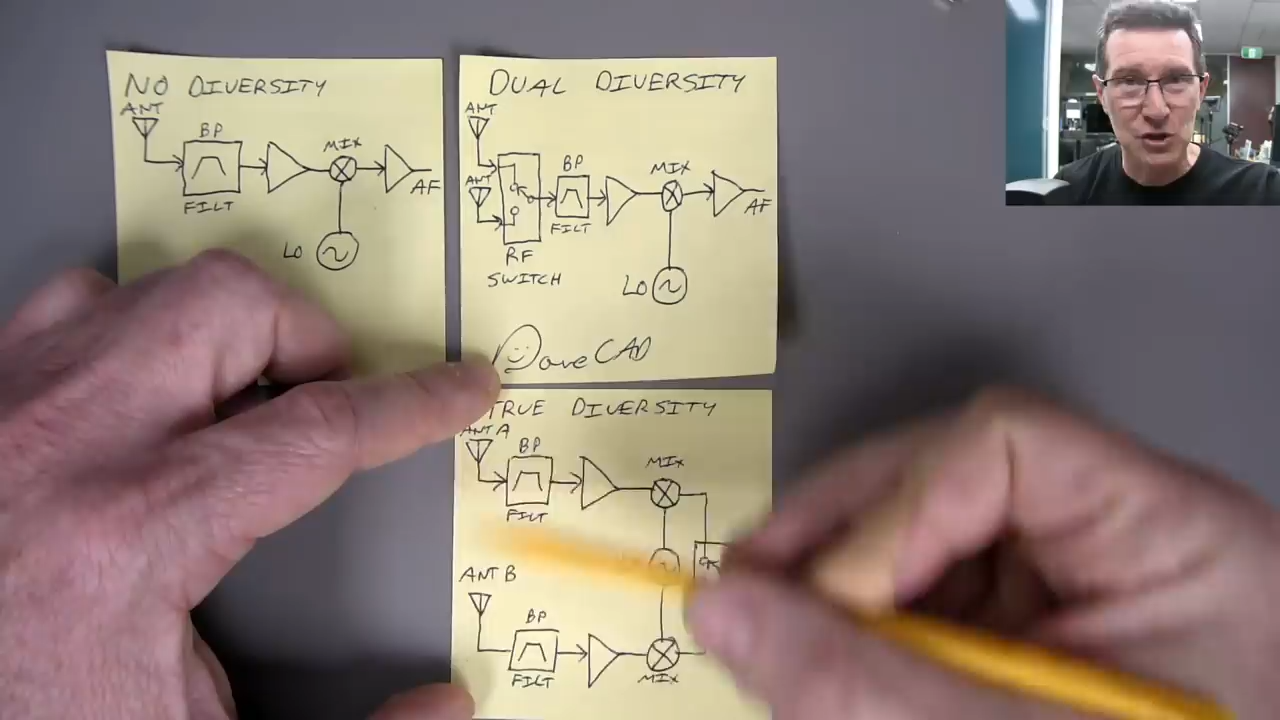 NO DIVERSITY
ANT
BP
MIX
FILT
AF
LO
DUAL DIVERSITY
ANT
ANT
BP
MIX
FILT
AF
RF
SWITCH
LO
DaveCAD
TRUE DIVERSITY
ANT A
BP
MIX
FILT
ANT B
BP
FILT
MIX